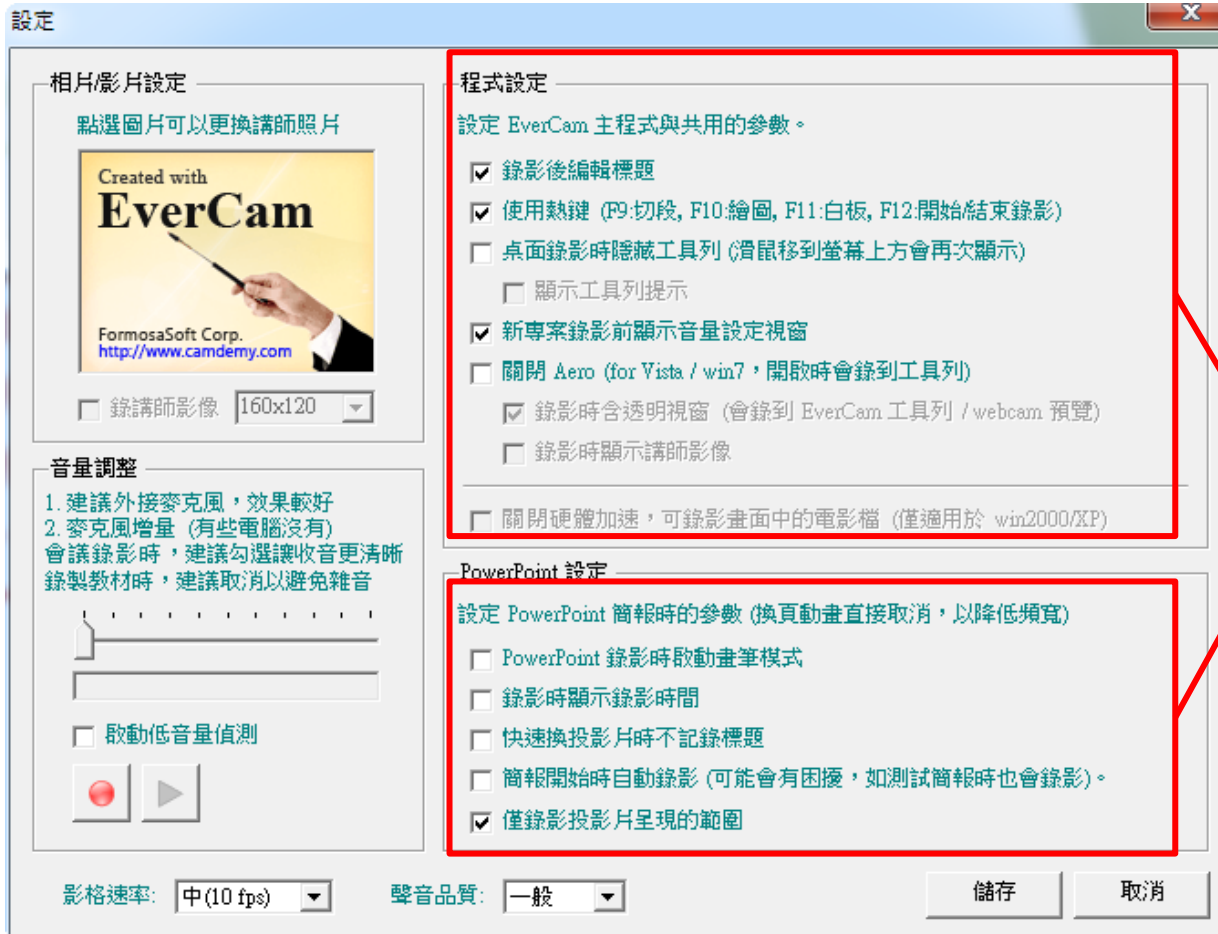 設定
相片/影片設定
點選圖片可以更換講師照片
Created with
EverCam
FormosaSoft Corp.
http://www.camdemy.com
錄講師影像 160x120
音量調整
1. 建議外接麥克風，效果較好
2. 麥克風增量 (有些電腦沒有)
會議錄影時，建議勾選讓收音更清晰
錄製教材時，建議取消以避免雜音
啟動低音量偵測
程式設定
設定 EverCam 主程式與共用的參數。
錄影後編輯標題
使用熱鍵 (F9:切段, F10:繪圖, F11:白板, F12:開始/結束錄影)
桌面錄影時隱藏工具列 (滑鼠移到螢幕上方會再次顯示)
顯示工具列提示
新專案錄影前顯示音量設定視窗
關閉 Aero (for Vista / win7，開啟時會錄到工具列)
錄影時含透明視窗 (會錄到 EverCam 工具列 / webcam 預覽)
錄影時顯示講師影像
關閉硬體加速，可錄影畫面中的電影檔 (僅適用於 win2000/XP)
PowerPoint 設定
設定 PowerPoint 簡報時的參數 (換頁動畫直接取消，以降低頻寬)
PowerPoint 錄影時啟動畫筆模式
錄影時顯示錄影時間
快速換投影片時不記錄標題
簡報開始時自動錄影 (可能會有困擾，如測試簡報時也會錄影)。
僅錄影投影片呈現的範圍
影格速率: 中(10 fps) 聲音品質: 一般 儲存 取消